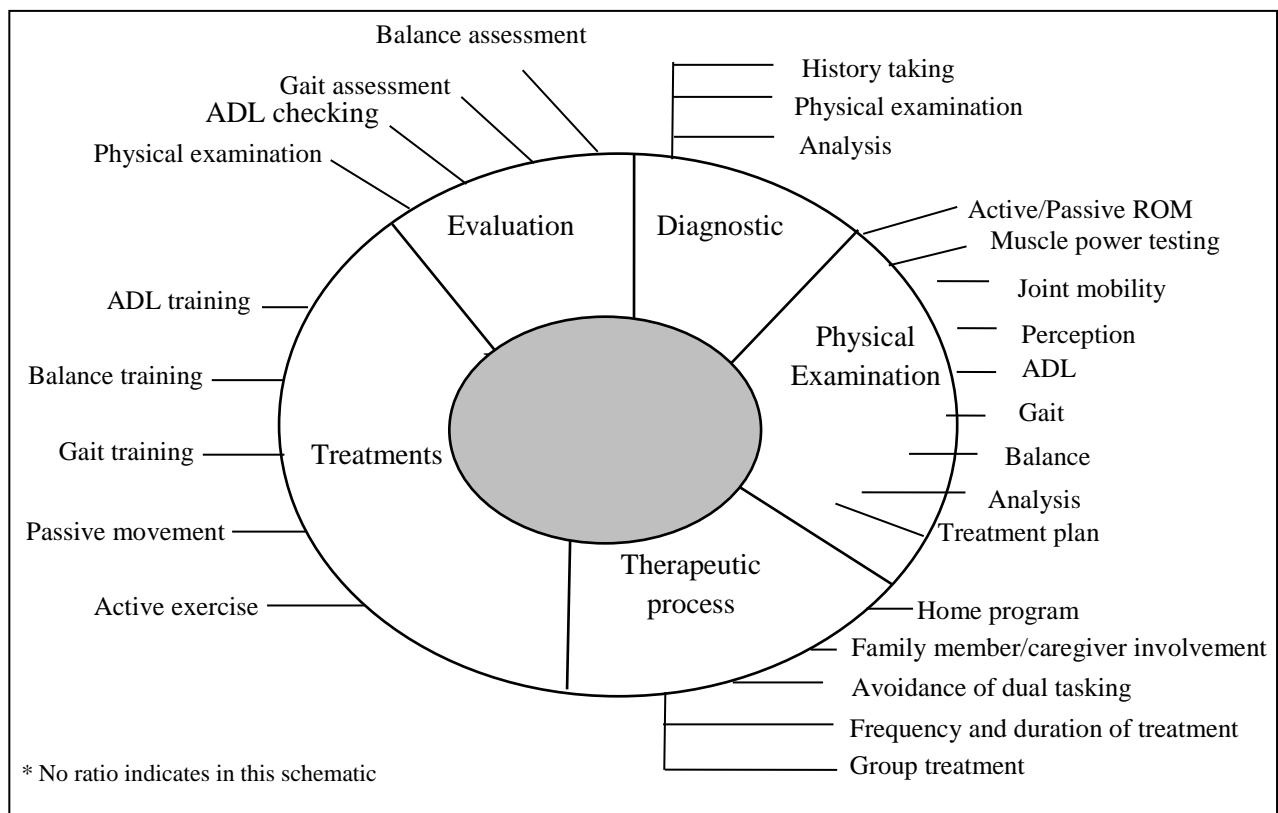 Balance assessment
Gait assessment
ADL checking
Physical examination
History taking
Physical examination
Analysis
Evaluation
Diagnostic
Active/Passive ROM
Muscle power testing
Joint mobility
Perception
ADL
Gait
Balance
Analysis
Treatment plan
Physical
Examination
ADL training
Balance training
Gait training
Passive movement
Active exercise
Treatments
Therapeutic
process
Home program
Family member/caregiver involvement
Avoidance of dual tasking
Frequency and duration of treatment
Group treatment
* No ratio indicates in this schematic